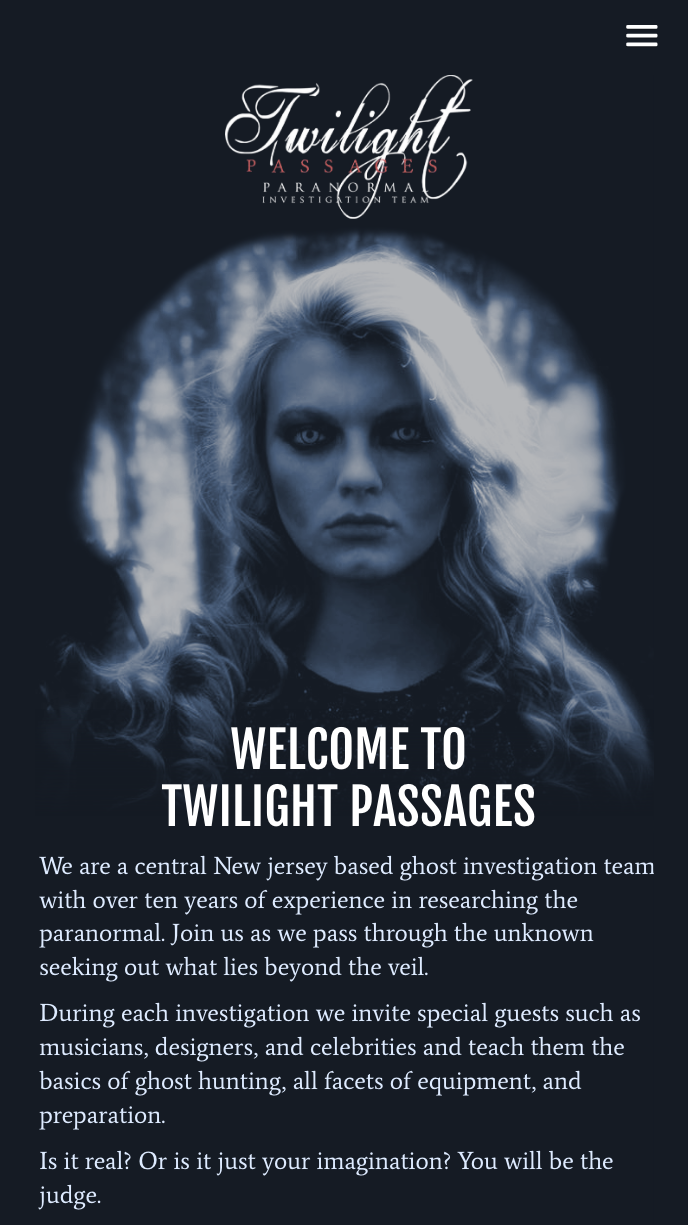 Twilight
PASSAGES
PARANORMAL
INVESTIGATION TEAM
WELCOME TO
TWILIGHT PASSAGES
We are a central New jersey based ghost investigation team
with over ten years of experience in researching the
paranormal. Join us as we pass through the unknown
seeking out what lies beyond the veil.
During each investigation we invite special guests such as
musicians, designers, and celebrities and teach them the
basics of ghost hunting, all facets of equipment, and
preparation.
Is it real? Or is it just your imagination? You will be the
judge.